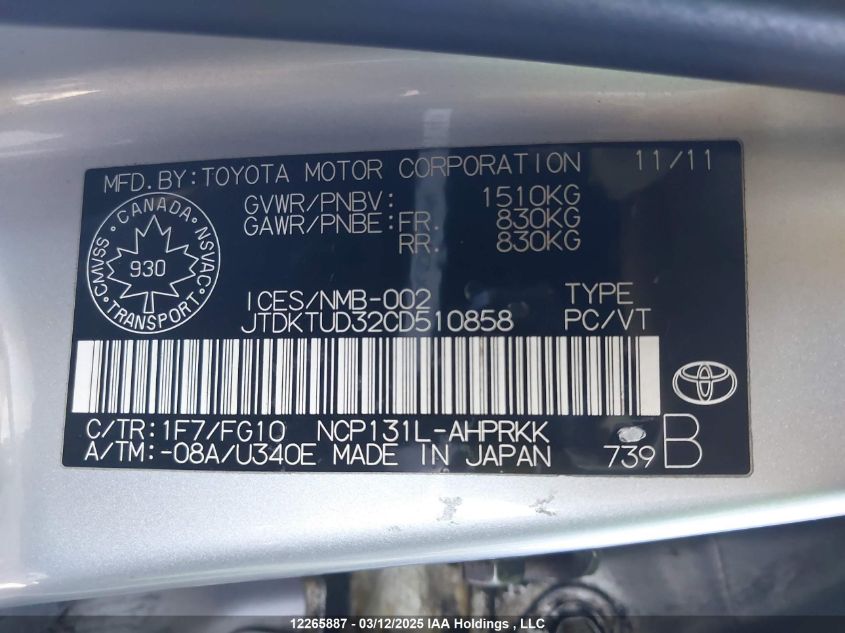 MFD.BY:TOYOTA MOTOR CORPORATION 11/11
GVWR/PNBV: 1510KG
GAWR/PNBE:FR. 830KG
RR. 830KG
CANADA
CMVSS NSVAC
930
TRANSPORT
ICES/NMB-002 TYPE
JTDKTUD32CD510858 PC/VT
C/TR:1F7/FG10 NCP131L-AHPRKK
A/TM:-08A/U340E MADE IN JAPAN 739 B
12265887 - 03/12/2025 IAA Holdings, LLC